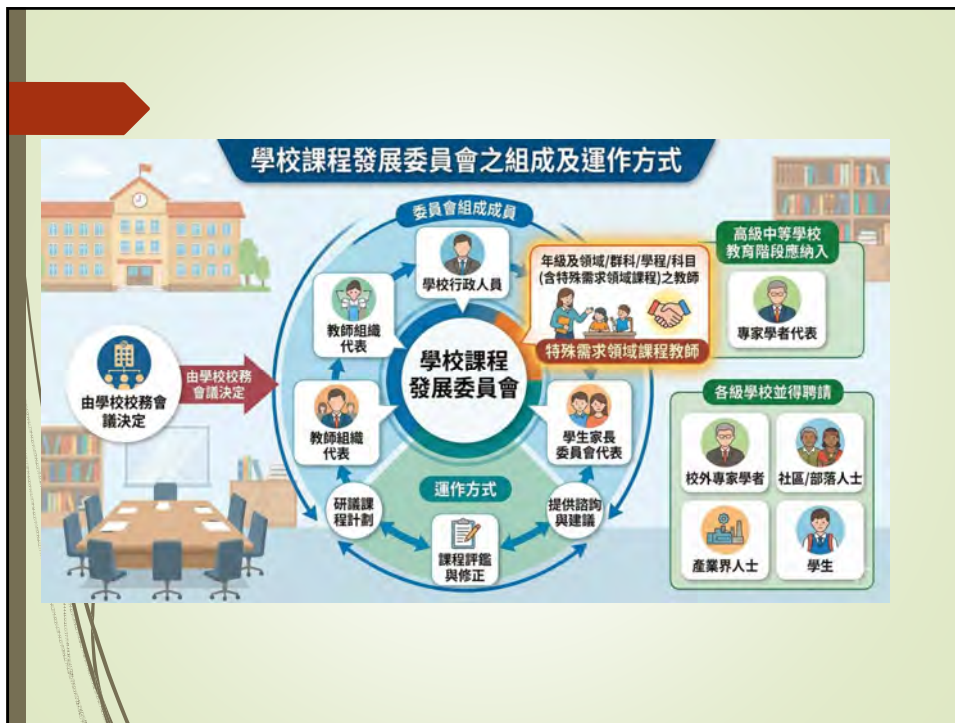 學校課程發展委員會之組成及運作方式
委員會組成成員
學校行政人員
年級及領域/群科/學程/科目
(含特殊需求領域課程)之教師
特殊需求領域課程教師
高級中等學校
教育階段應納入
專家學者代表
教師組織
代表
學校課程
發展委員會
由學校校務會
議決定
由學校校務
會議決定
教師組織
代表
學生家長
委員會代表
各級學校並得聘請
校外專家學者
社區/部落人士
產業界人士
學生
運作方式
研議課
程計劃
課程評鑑
與修正
提供諮詢
與建議